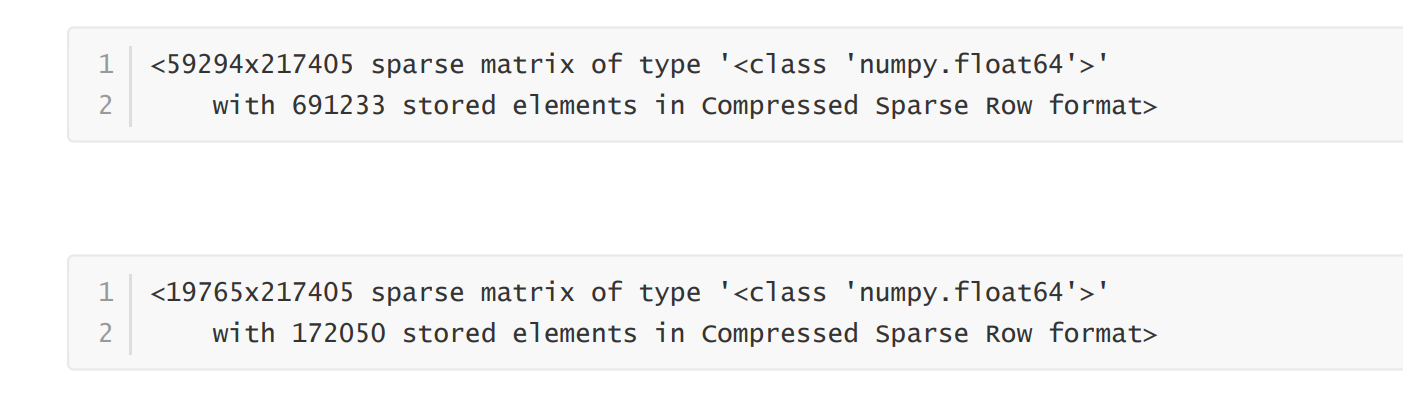 1 <59294x217405 sparse matrix of type '<class 'numpy.float64'>'
2     with 691233 stored elements in Compressed Sparse Row format>
1 <19765x217405 sparse matrix of type '<class 'numpy.float64'>'
2     with 172050 stored elements in Compressed Sparse Row format>